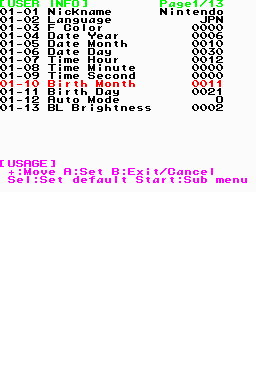 [USER INFO] Page1/13
01-01 NickName Nintendo
01-02 Language JPN
01-03 F Color 0000
01-04 Date Year 0006
01-05 Date Month 0010
01-06 Date Day 0030
01-07 Time Hour 0012
01-08 Time Minute 0000
01-09 Time Second 0000
01-10 Birth Month 0011
01-11 Birth Day 0021
01-12 Auto Mode O
01-13 BL Brightness 0002
[USAGE]
+:Move A:Set B:Exit/Cancel
Sel:Set default Start:Sub menu